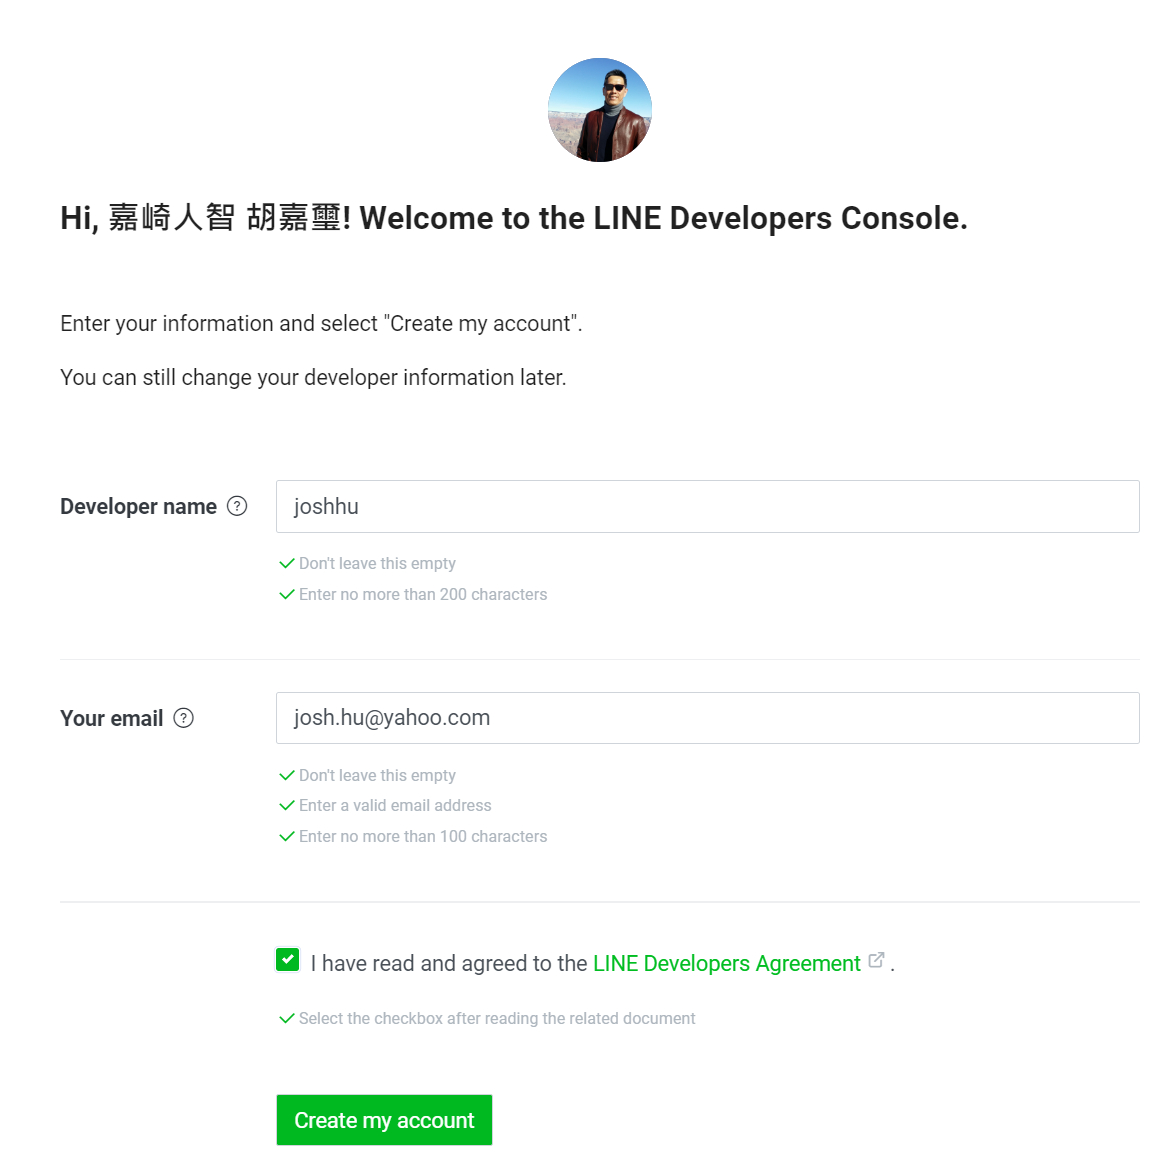 Hi, 嘉崎人智 胡嘉璽! Welcome to the LINE Developers Console.
Enter your information and select "Create my account".
You can still change your developer information later.
Developer name ? joshhu
Don't leave this empty
Enter no more than 200 characters
Your email ? josh.hu@yahoo.com
Don't leave this empty
Enter a valid email address
Enter no more than 100 characters
I have read and agreed to the LINE Developers Agreement .
Select the checkbox after reading the related document
Create my account